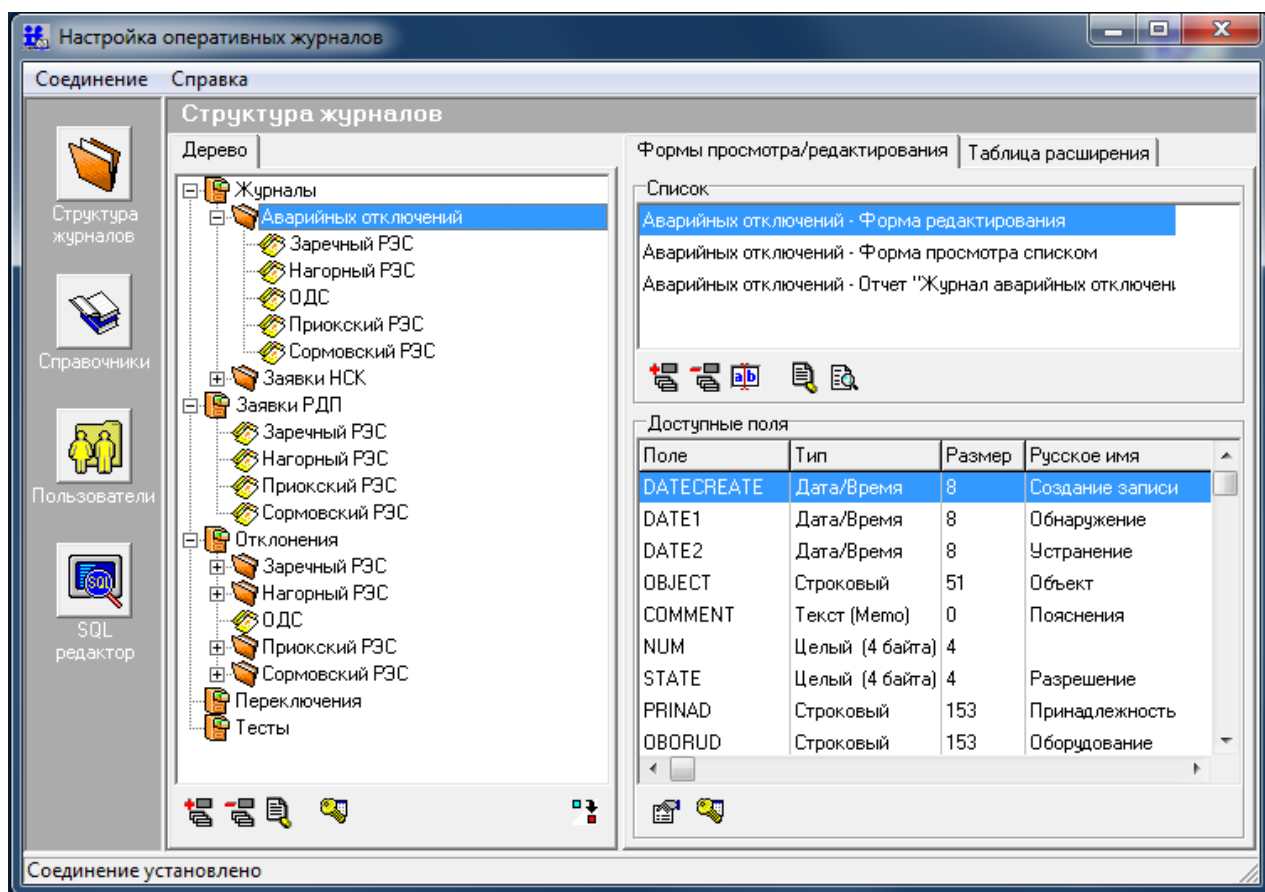 Настройка оперативных журналов
Соединение Справка
Структура журналов
Структура
журналов
Справочники
Пользователи
SQL
SQL
редактор
Дерево
Журналы
Аварийных отключений
Заречный РЭС
Нагорный РЭС
ОДС
Приокский РЭС
Сормовский РЭС
Заявки НСК
Заявки РДП
Заречный РЭС
Нагорный РЭС
Приокский РЭС
Сормовский РЭС
Отклонения
Заречный РЭС
Нагорный РЭС
ОДС
Приокский РЭС
Сормовский РЭС
Переключения
Тесты
Формы просмотра/редактирования Таблица расширения
Список
Аварийных отключений - Форма редактирования
Аварийных отключений - Форма просмотра списком
Аварийных отключений - Отчет "Журнал аварийных отключени
ab
Доступные поля
Поле Тип Размер Русское имя
DATECREATE Дата/Время 8 Создание записи
DATE1 Дата/Время 8 Обнаружение
DATE2 Дата/Время 8 Устранение
OBJECT Строковый 51 Объект
COMMENT Текст (Memo) 0 Пояснения
NUM Целый (4 байта) 4
STATE Целый (4 байта) 4 Разрешение
PRINAD Строковый 153 Принадлежность
OBORUD Строковый 153 Оборудование
Соединение установлено